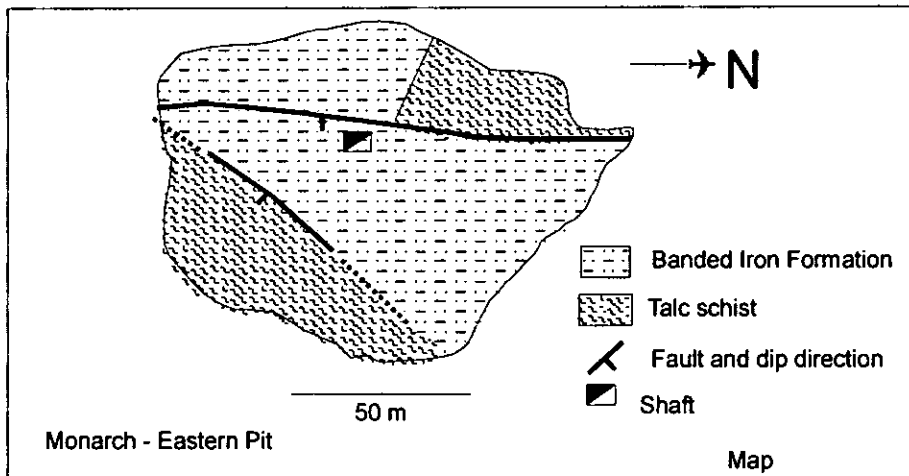 N
Banded Iron Formation
Talc schist
Fault and dip direction
Shaft
50 m
Monarch - Eastern Pit
Map